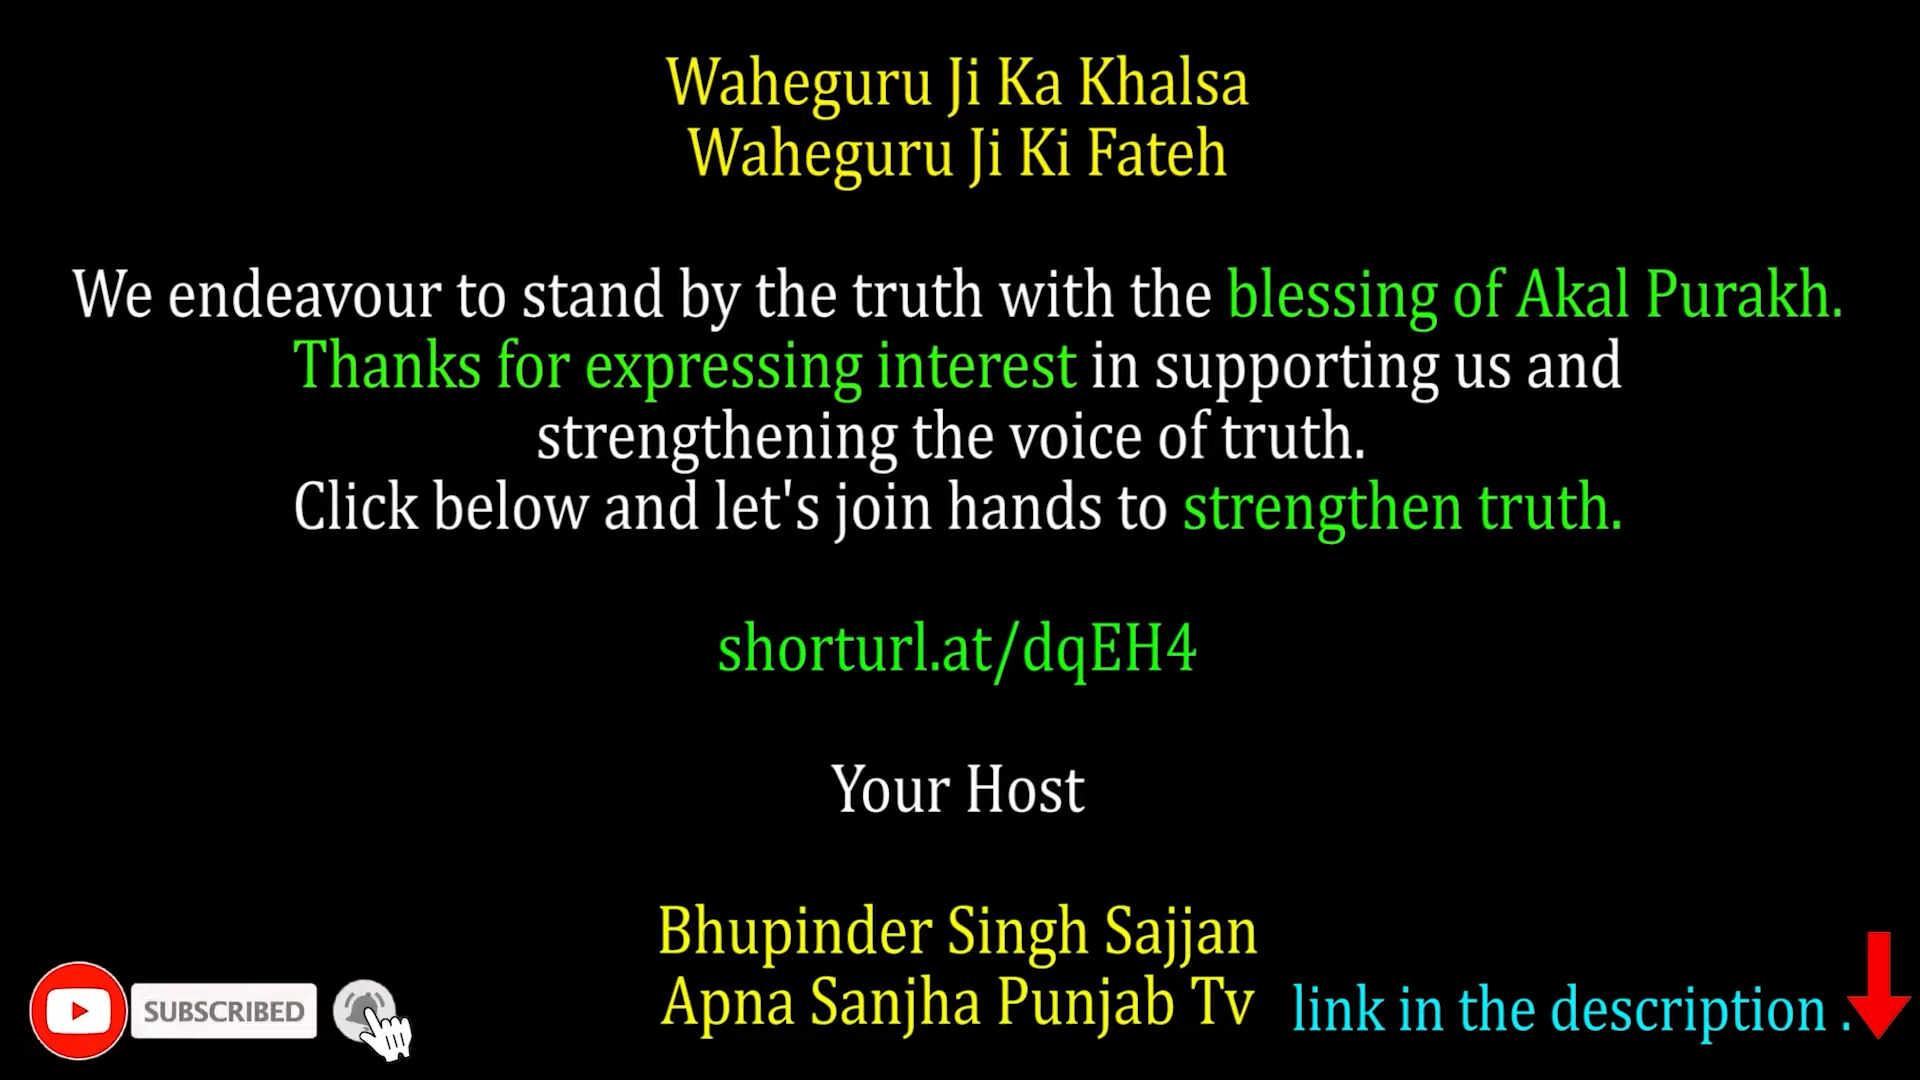 Waheguru Ji Ka Khalsa
Waheguru Ji Ki Fateh
We endeavour to stand by the truth with the blessing of Akal Purakh.
Thanks for expressing interest in supporting us and
strengthening the voice of truth.
Click below and let's join hands to strengthen truth.
shorturl.at/dqEH4
Your Host
Bhupinder Singh Sajjan
Apna Sanjha Punjab Tv
link in the description .
SUBSCRIBED